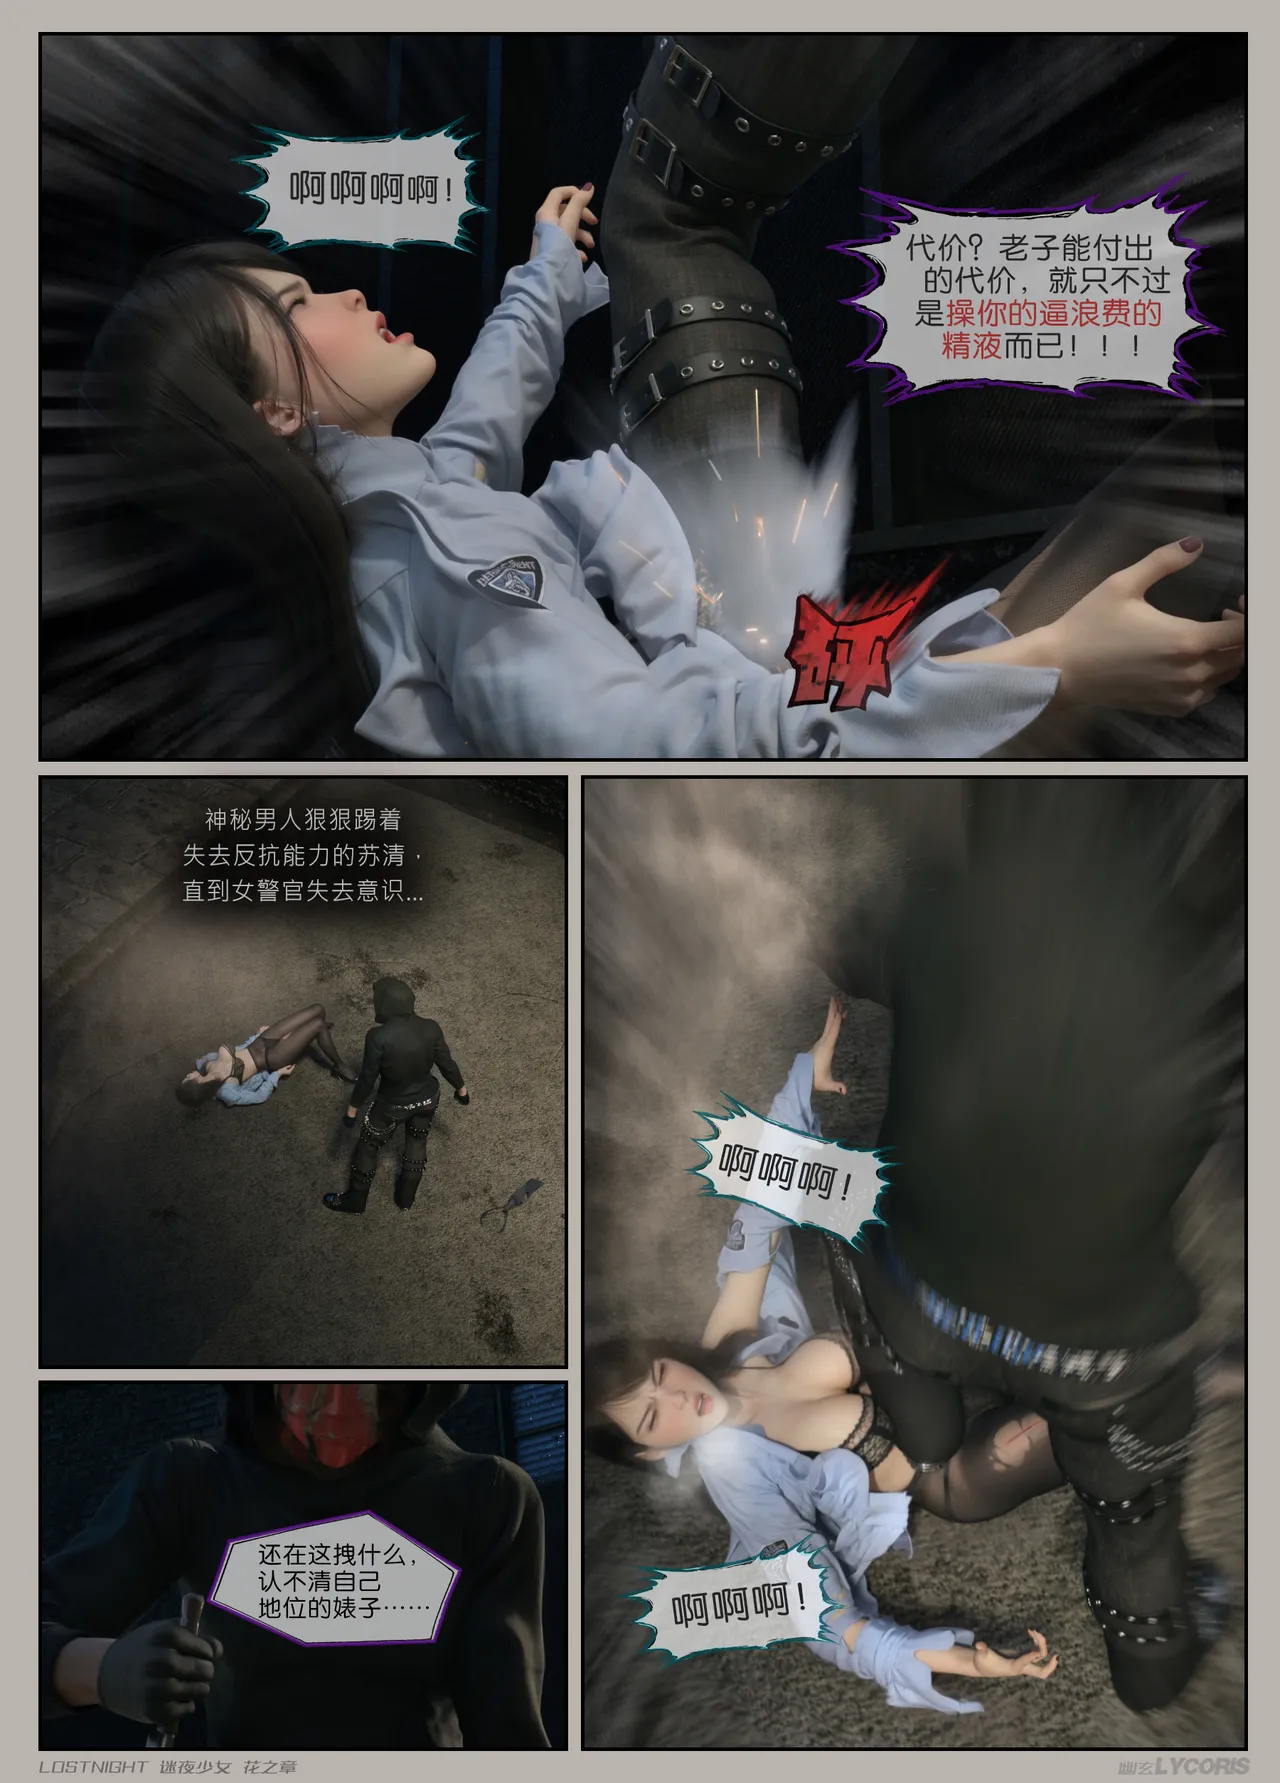 啊啊啊啊！
代价？老子能付出
的代价，就只不过
是操你的逼浪费的
精液而已！！！
DEPARTMENT
神秘男人狠狠踢着
失去反抗能力的苏清，
直到女警官失去意识...
啊啊啊！
啊啊啊！
还在这拽什么，
认不清自己
地位的婊子……
LOSTNIGHT 迷夜少女 花之章
幽玄LYCORIS